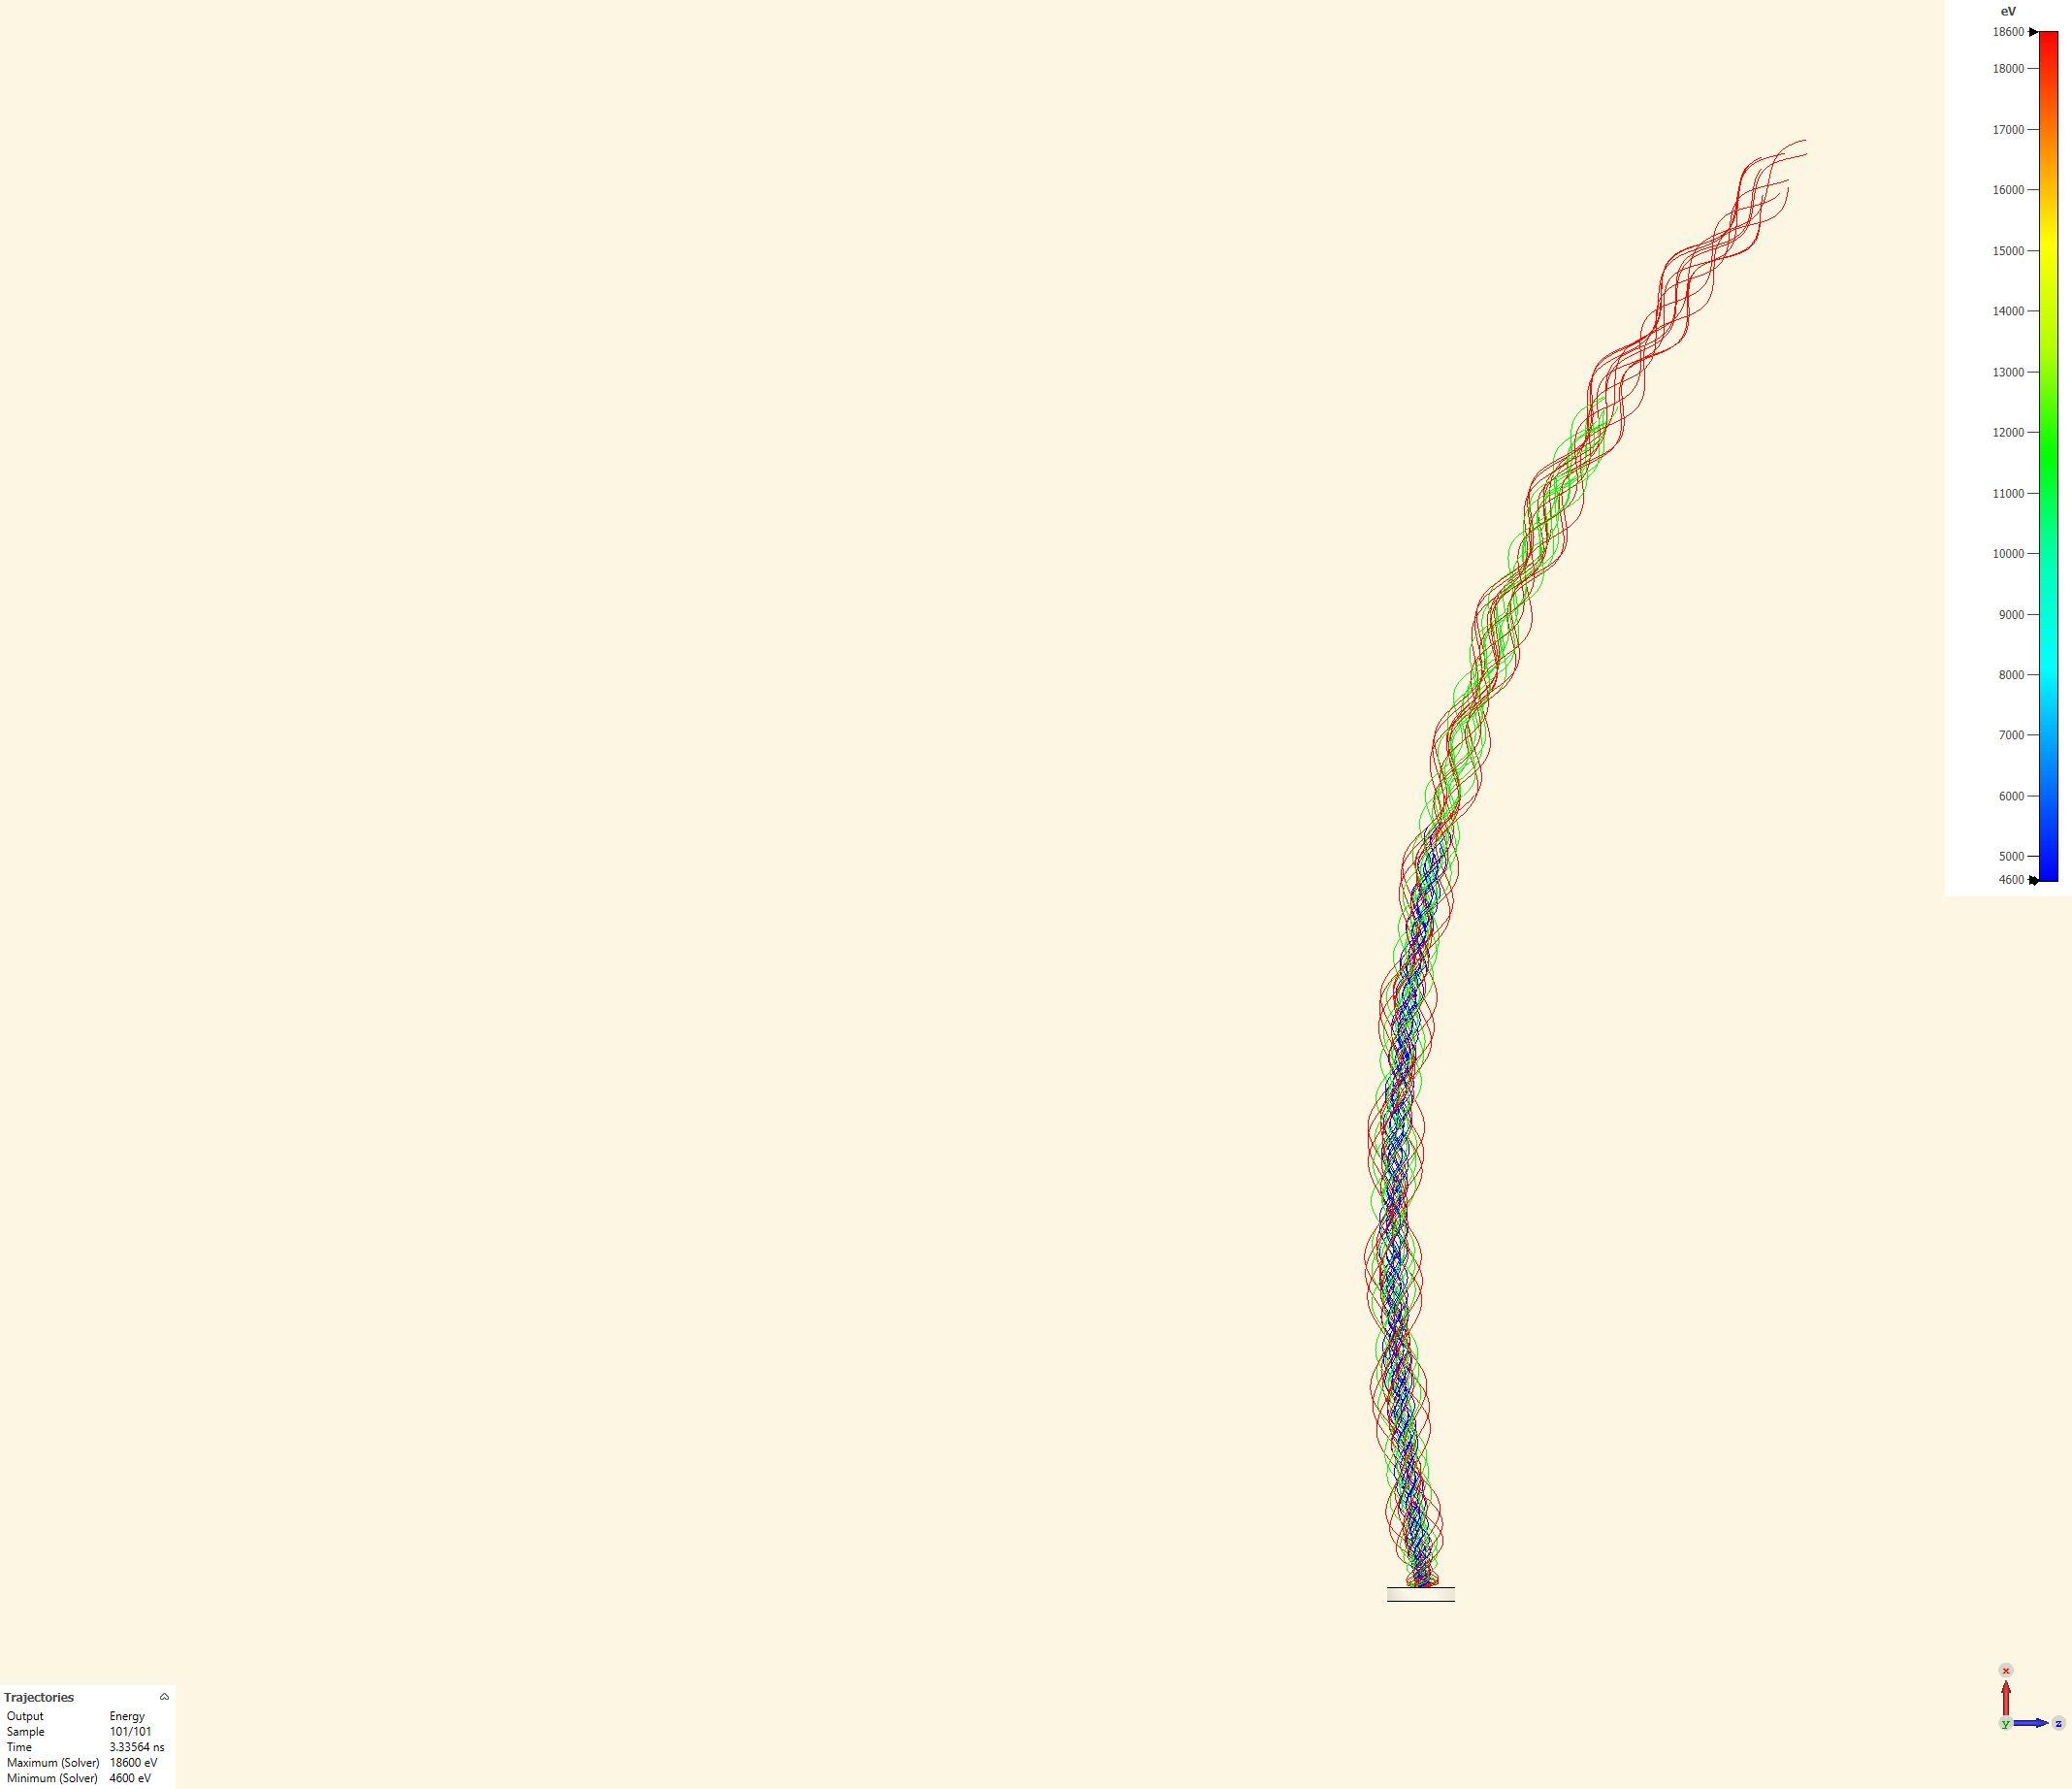 eV
18600
18000
17000
16000
15000
14000
13000
12000
11000
10000
9000
8000
7000
6000
5000
4600
Trajectories
Output Energy
Sample 101/101
Time 3.33564 ns
Maximum (Solver) 18600 eV
Minimum (Solver) 4600 eV
x
y z